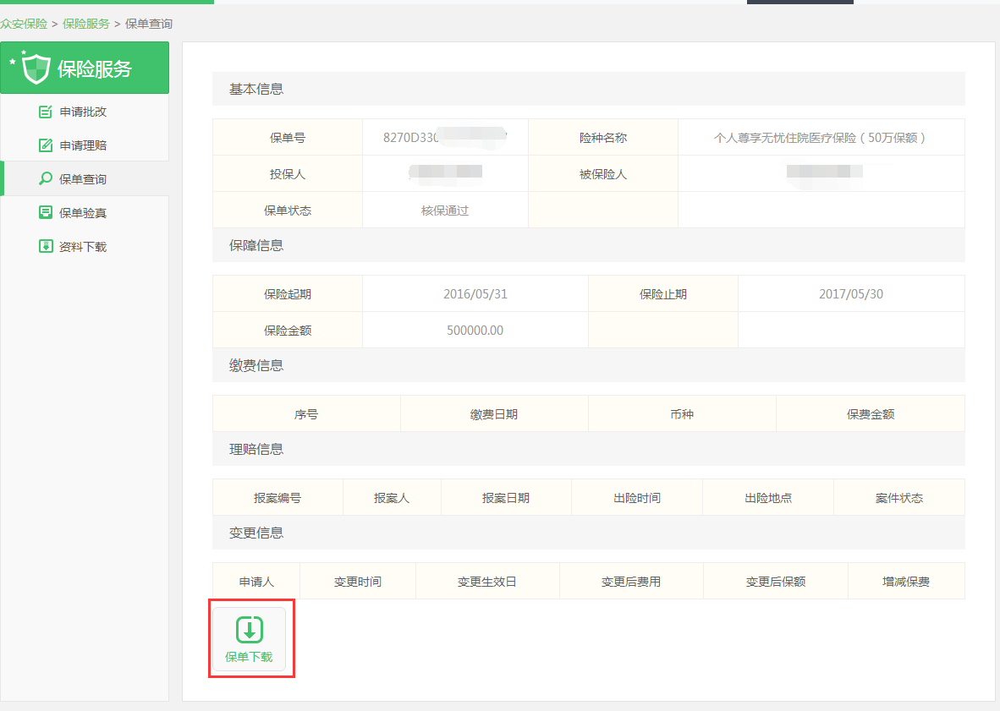 众安保险 > 保险服务 > 保单查询
保险服务
申请批改
申请理赔
保单查询
保单验真
资料下载
基本信息
保单号 8270D330 险种名称 个人尊享无忧住院医疗保险（50万保额）
投保人 被保险人
保单状态 核保通过
保障信息
保险起期 2016/05/31 保险止期 2017/05/30
保险金额 500000.00
缴费信息
序号 缴费日期 币种 保费金额
理赔信息
报案编号 报案人 报案日期 出险时间 出险地点 案件状态
变更信息
申请人 变更时间 变更生效日 变更后费用 变更后保额 增减保费
保单下载